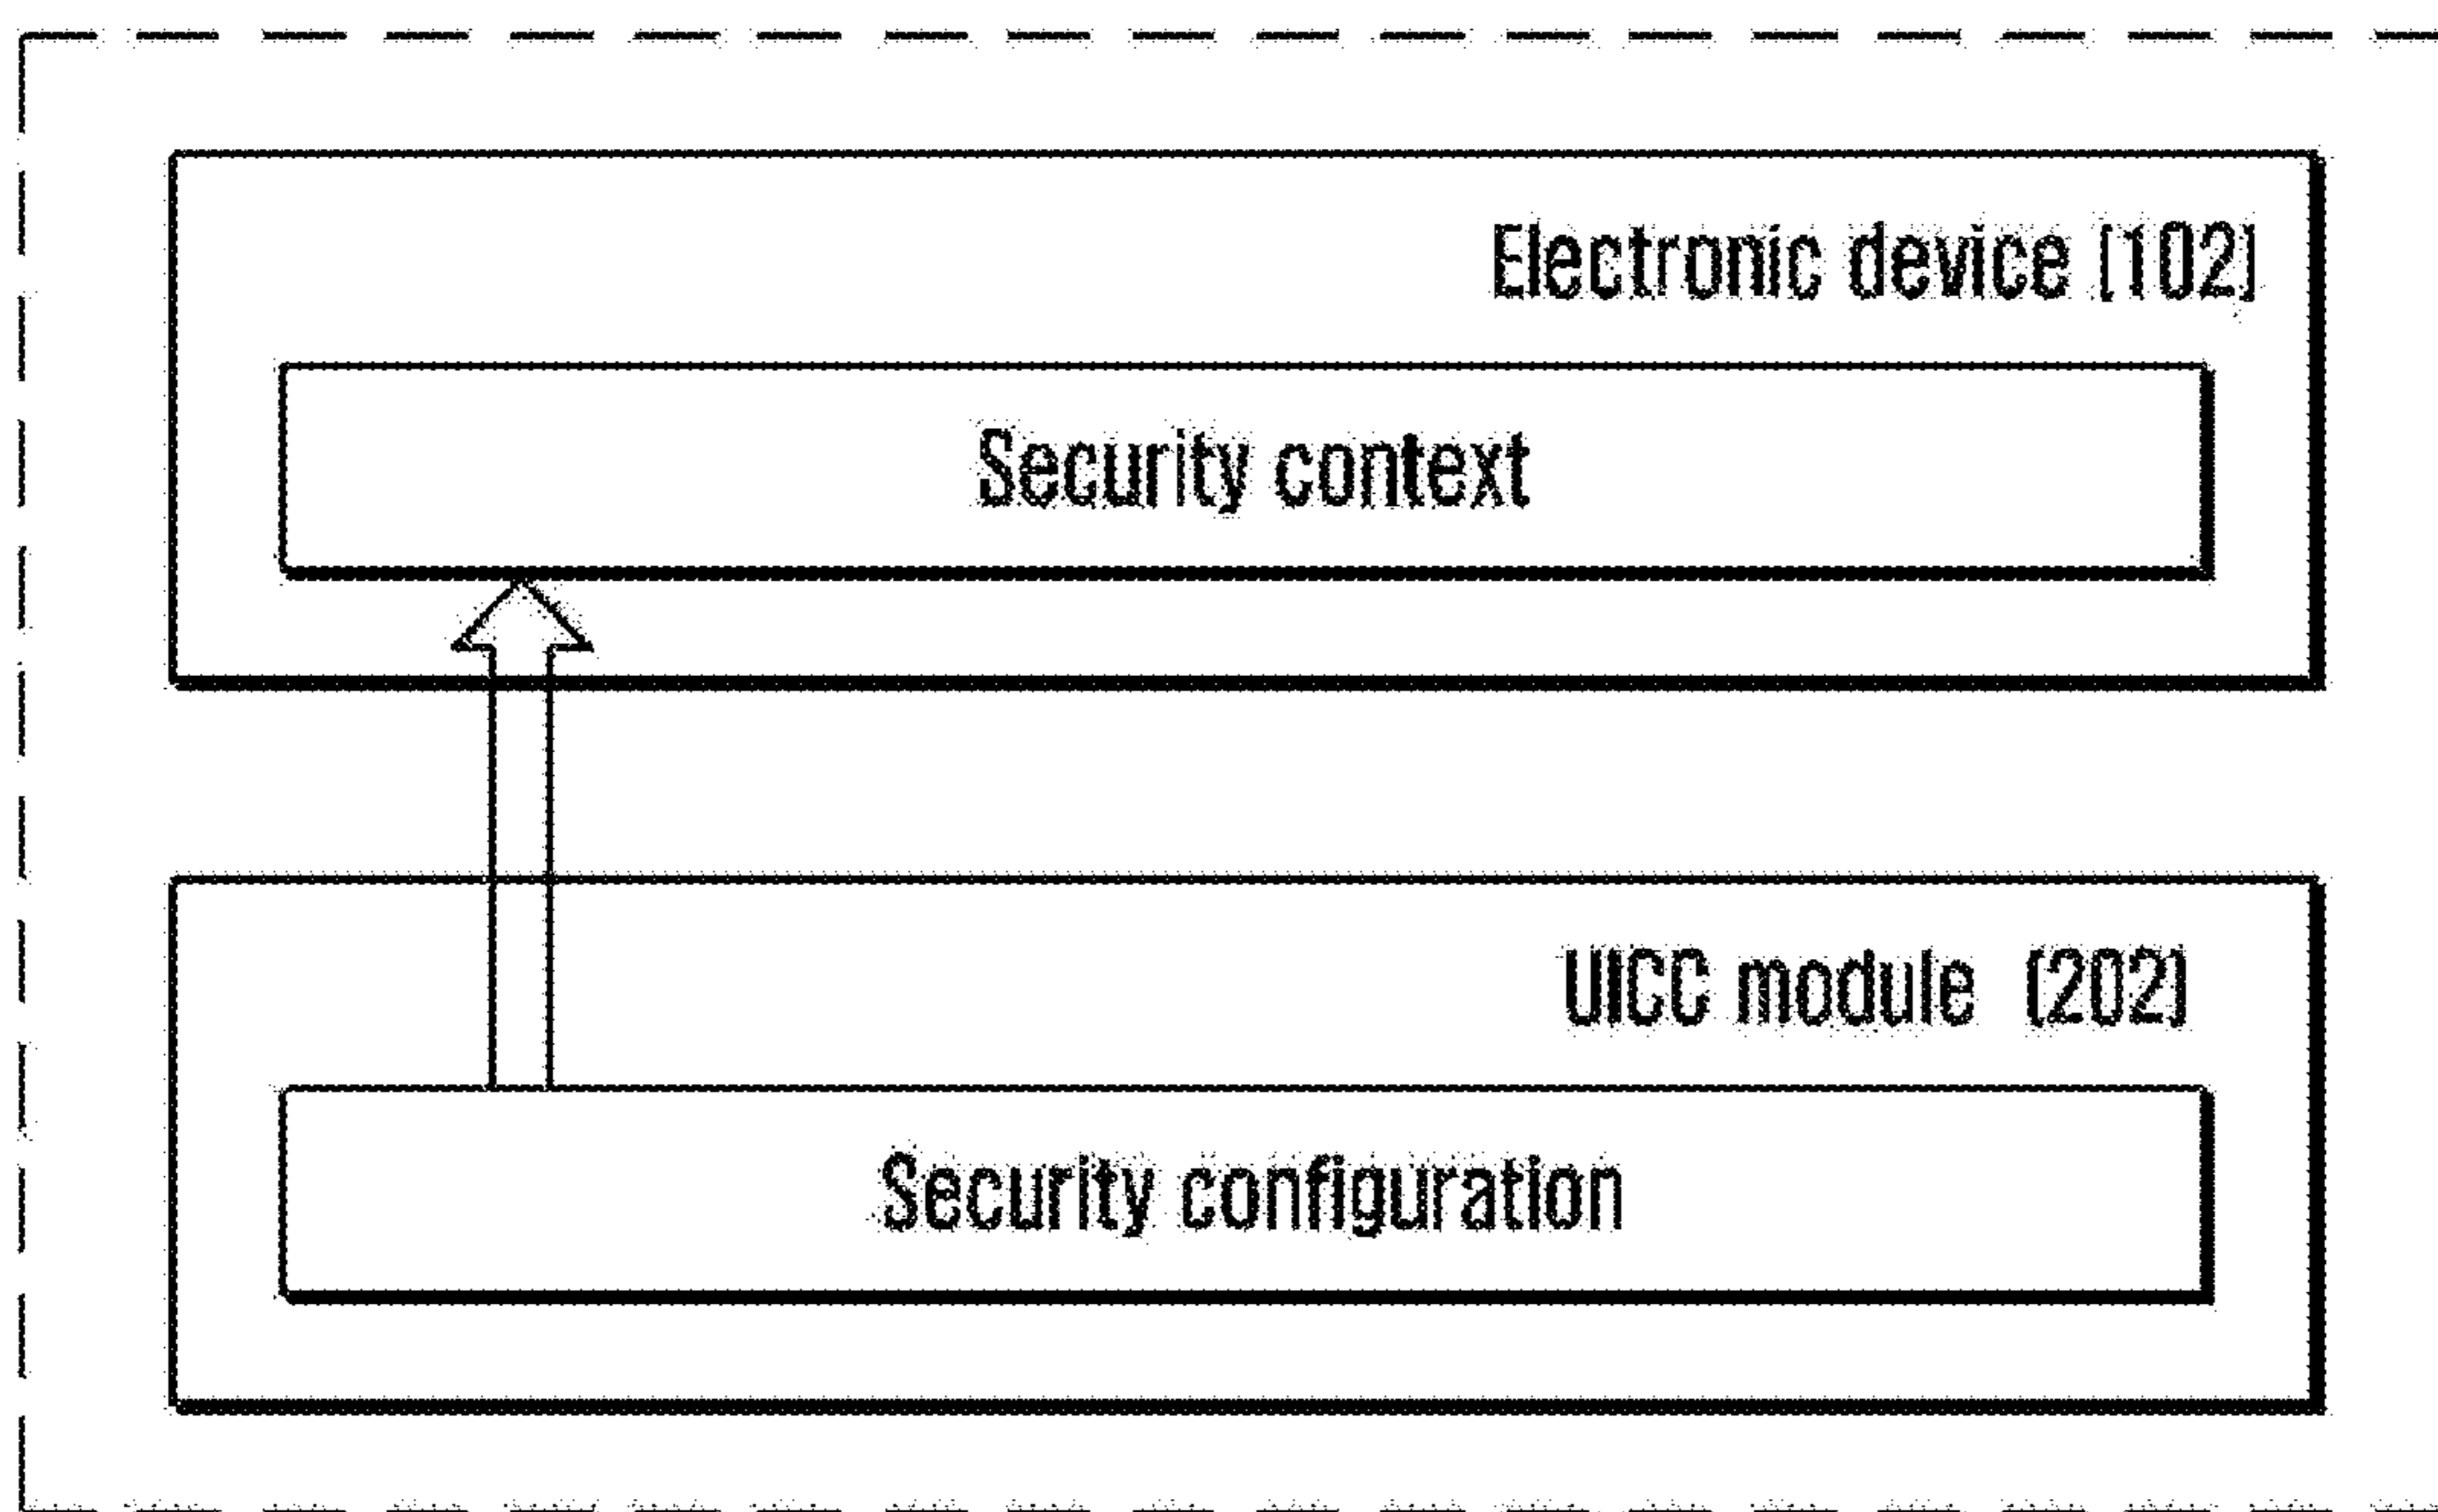 Electronic device (102)
Security context
UICC module (202)
Security configuration